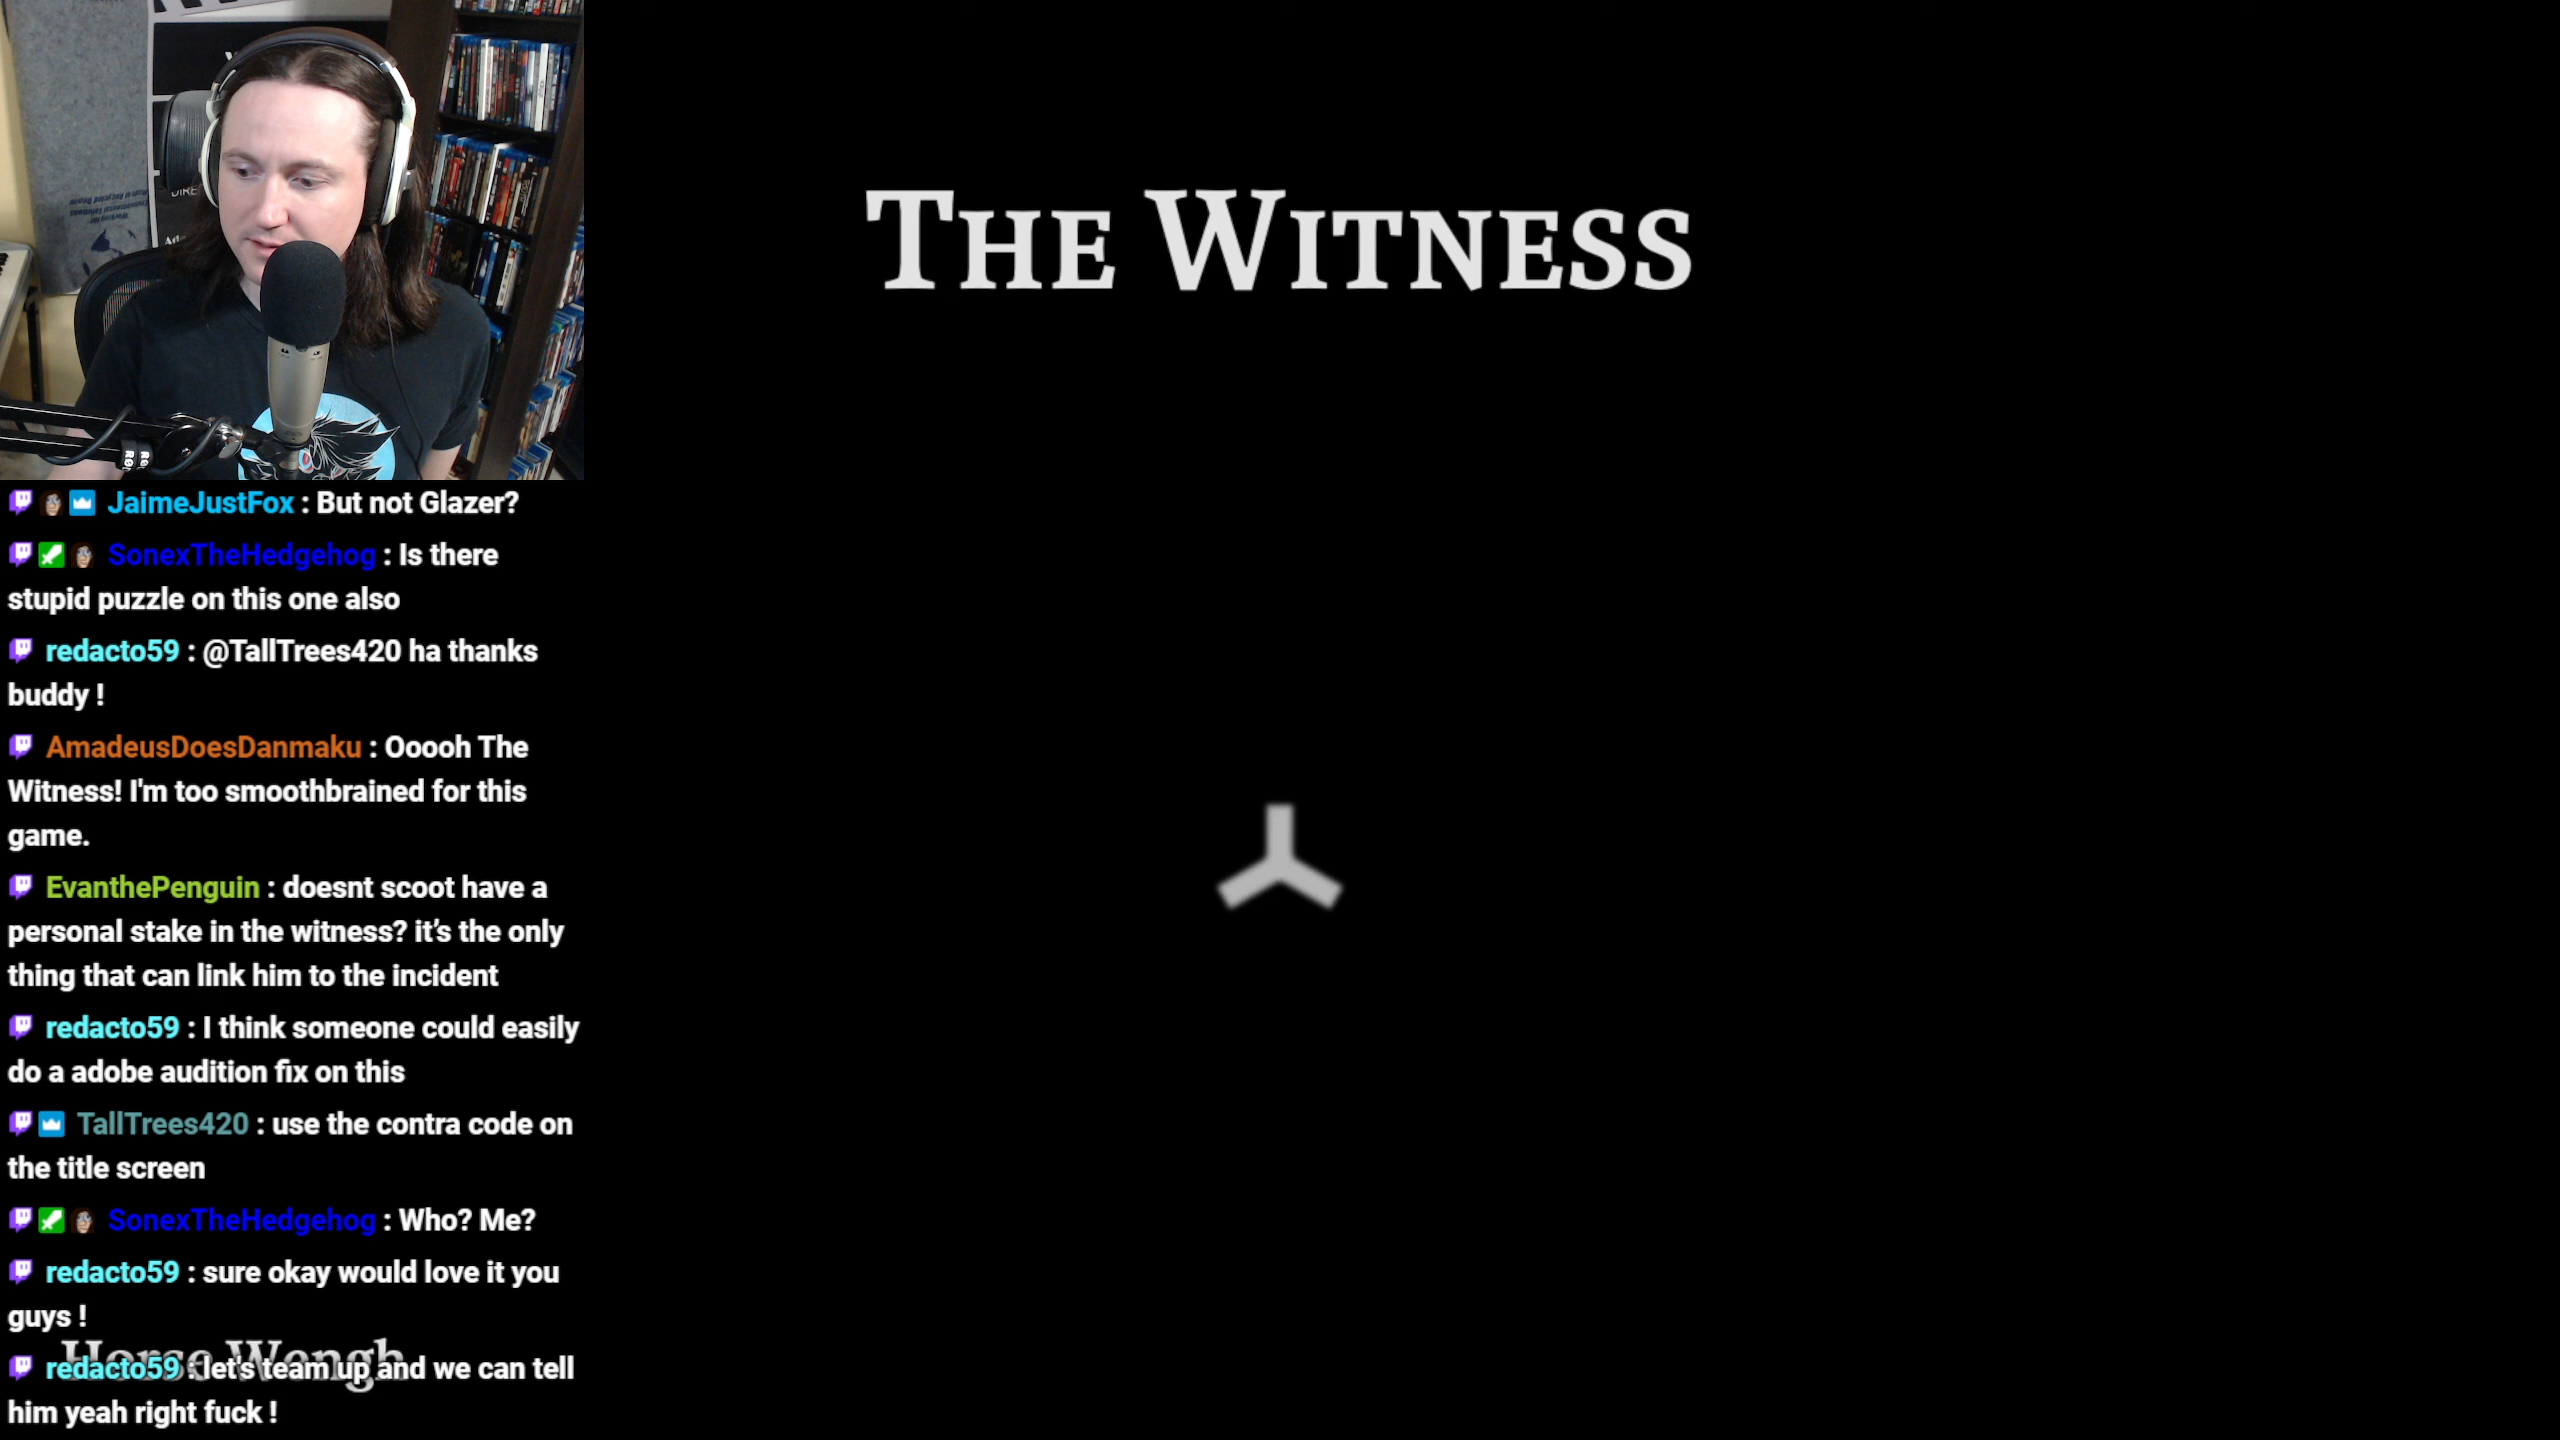 DIRE
THE WITNESS
JaimeJustFox : But not Glazer?
SonexTheHedgehog : Is there
stupid puzzle on this one also
redacto59 : @TallTrees420 ha thanks
buddy !
AmadeusDoesDanmaku : Ooooh The
Witness! I'm too smoothbrained for this
game.
EvanthePenguin : doesnt scoot have a
personal stake in the witness? it’s the only
thing that can link him to the incident
redacto59 : I think someone could easily
do a adobe audition fix on this
TallTrees420 : use the contra code on
the title screen
SonexTheHedgehog : Who? Me?
redacto59 : sure okay would love it you
guys !
Horse Wengh
redacto59 : let's team up and we can tell
him yeah right fuck !